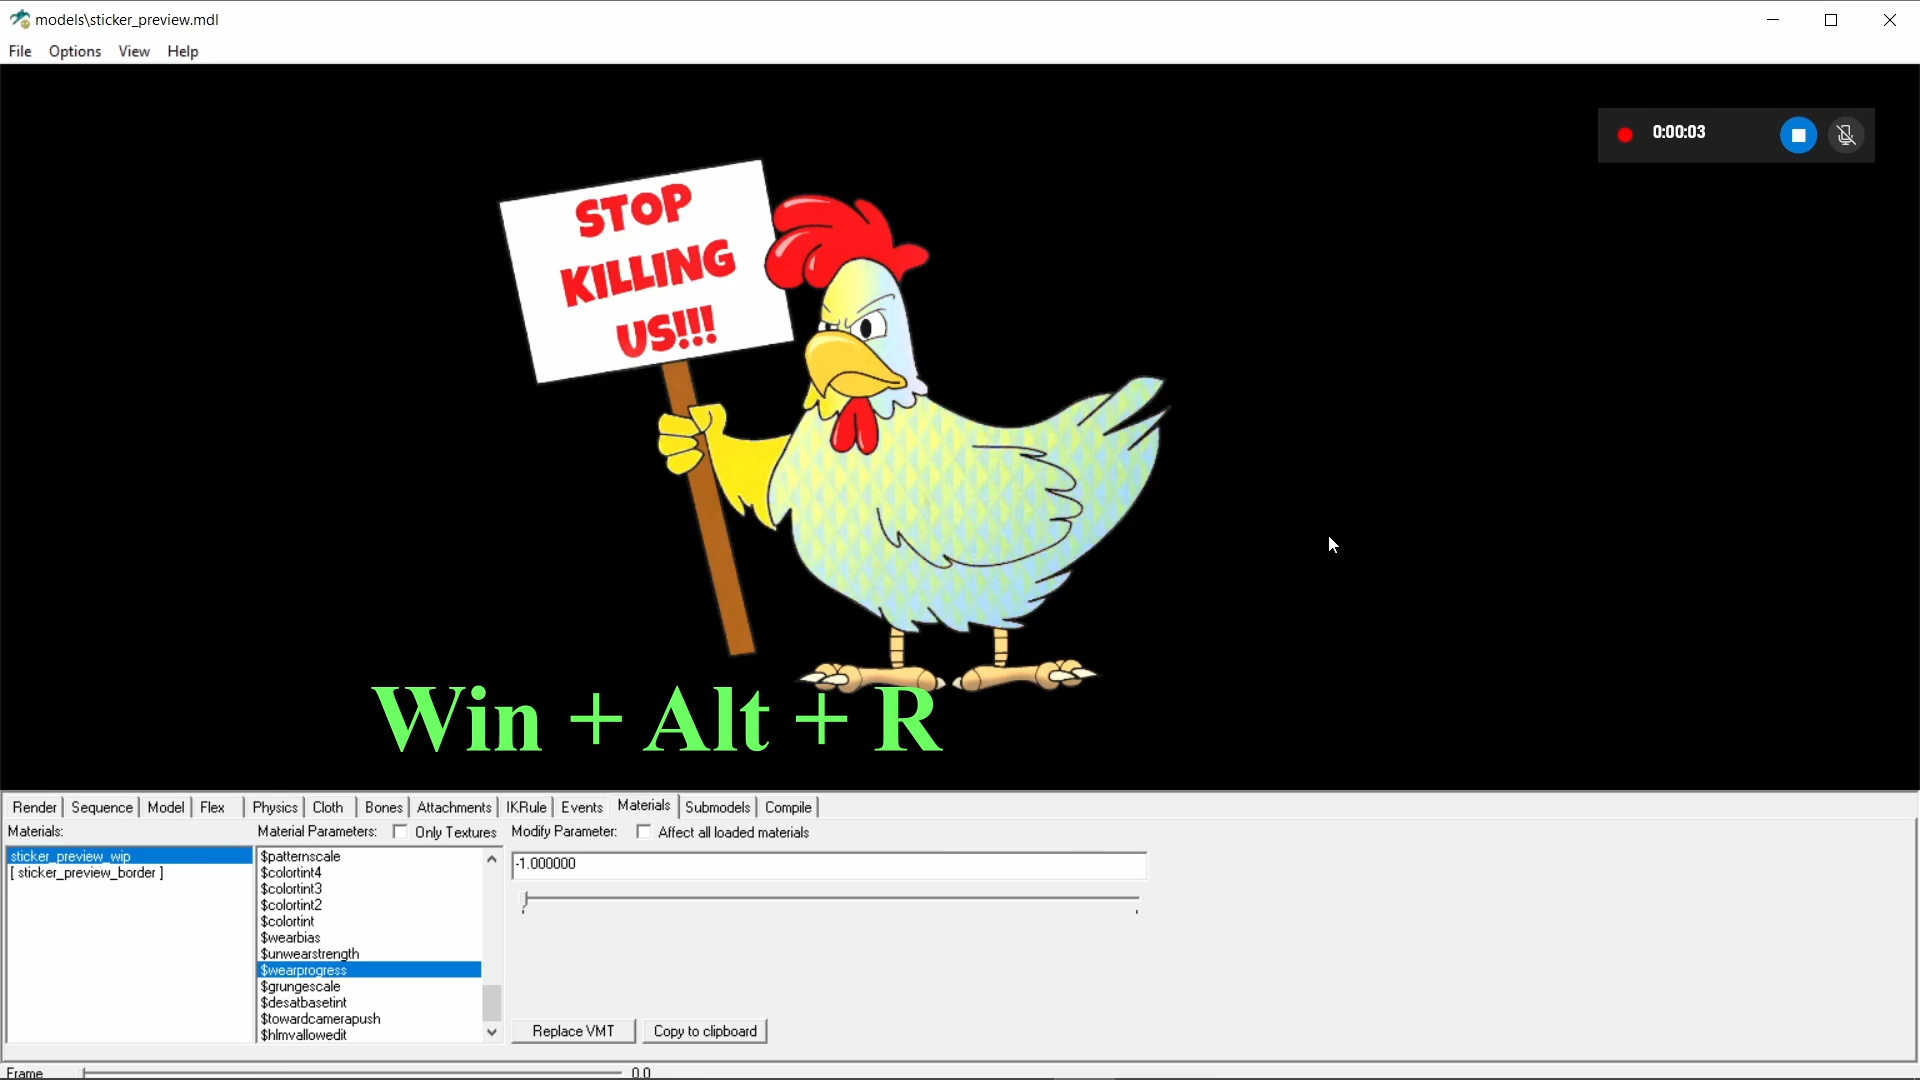 models\sticker_preview.mdl
File Options View Help
0:00:03
STOP
KILLING
US!!!
Win + Alt + R
Render Sequence Model Flex Physics Cloth Bones Attachments IKRule Events Materials Submodels Compile
Materials: Material Parameters: Only Textures Modify Parameter: Affect all loaded materials
sticker_preview_wip
[ sticker_preview_border ]
$patternscale
$colortint4
$colortint3
$colortint2
$colortint
$wearbias
$unwearstrength
$wearprogress
$grungescale
$desatbasetint
$towardcamerapush
$hlmvallowedit
-1.000000
Replace VMT Copy to clipboard
Frame 0.0